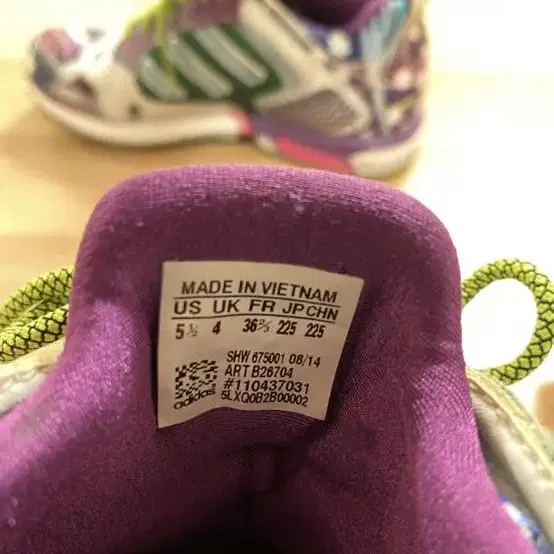 MADE IN VIETNAM
US UK FR JP CHN
5½ 4 36⅔ 225 225
SHW 675001 08/14
ART B26704
#110437031
adidas 5LXQ0B2B00002